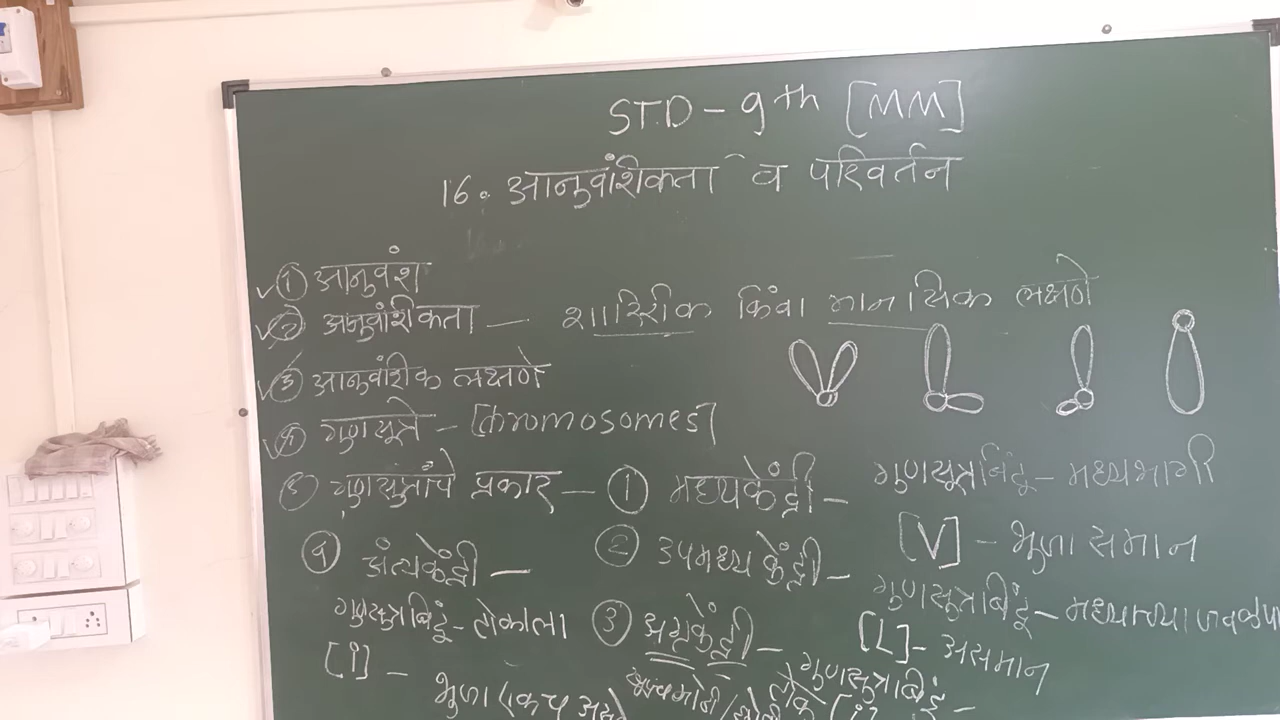 STD - 9th [MM]
16. आनुवंशिकता व परिवर्तन
① आनुवंश
② अनुवांशिकता — शारिरीक किंवा मानसिक लक्षणे
③ आनुवंशीक लक्षणे
④ गुणसूत्रे - [Chromosomes]
⑤ गुणसुत्रांचे प्रकार — ① मध्यकेंद्री – गुणसूत्रबिंदू - मध्यभागी
[V] - भूजा समान
② उपमध्य केंद्री – गुणसूत्रबिंदू - मध्याच्या जवळ
[L] - असमान
③ अग्रकेंद्री – गुणसुत्रबिंदू –
④ अंत्यकेंद्री —
गुणसुत्रबिंदू - टोकाला
[i] -
भूजा एकच